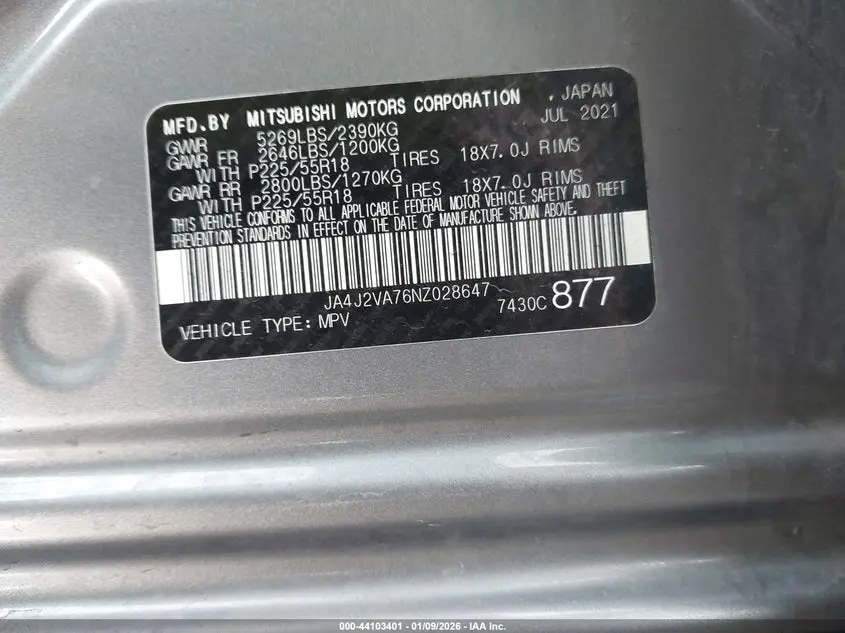 MFD.BY MITSUBISHI MOTORS CORPORATION , JAPAN
GVWR 5269LBS/2390KG JUL 2021
GAWR FR 2646LBS/1200KG
WITH P225/55R18 TIRES 18X7.0J RIMS
GAWR RR 2800LBS/1270KG
WITH P225/55R18 TIRES 18X7.0J RIMS
THIS VEHICLE CONFORMS TO ALL APPLICABLE FEDERAL MOTOR VEHICLE SAFETY AND THEFT
PREVENTION STANDARDS IN EFFECT ON THE DATE OF MANUFACTURE SHOWN ABOVE.
JA4J2VA76NZ028647 7430C 877
VEHICLE TYPE: MPV
000-44103401 - 01/09/2026 - IAA Inc.